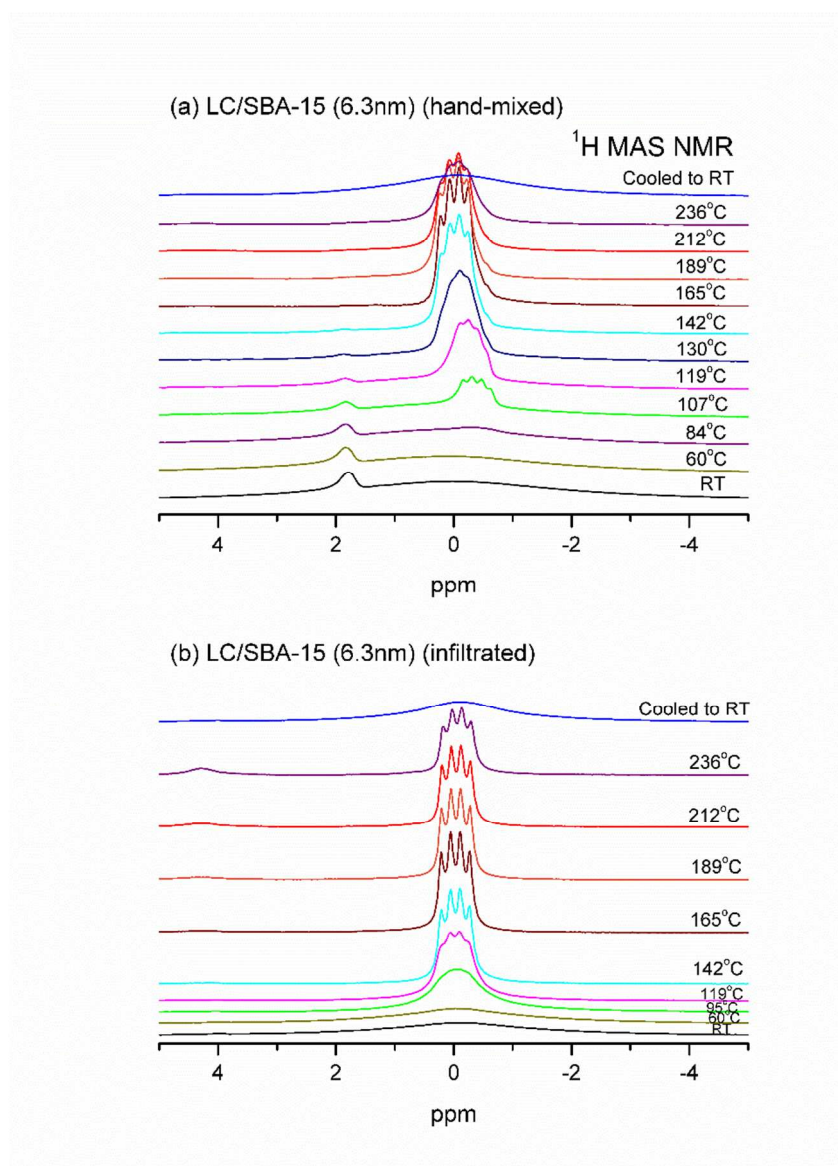 (a) LC/SBA-15 (6.3nm) (hand-mixed)
¹H MAS NMR
Cooled to RT
236°C
212°C
189°C
165°C
142°C
130°C
119°C
107°C
84°C
60°C
RT
4 2 0 -2 -4
ppm
(b) LC/SBA-15 (6.3nm) (infiltrated)
Cooled to RT
236°C
212°C
189°C
165°C
142°C
119°C
95°C
60°C
RT
4 2 0 -2 -4
ppm